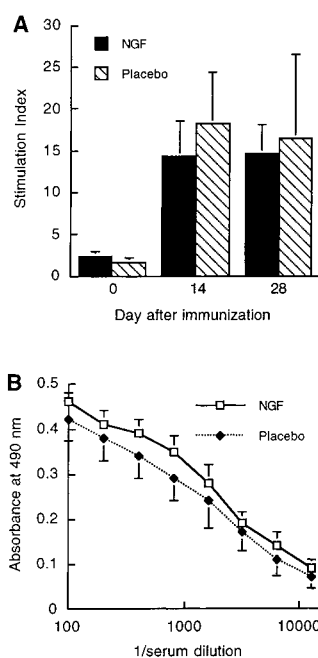 A
NGF
Placebo
Stimulation Index
30
25
20
15
10
5
0
0 14 28
Day after immunization
B
NGF
Placebo
Absorbance at 490 nm
0.5
0.4
0.3
0.2
0.1
0
100 1000 10000
1/serum dilution